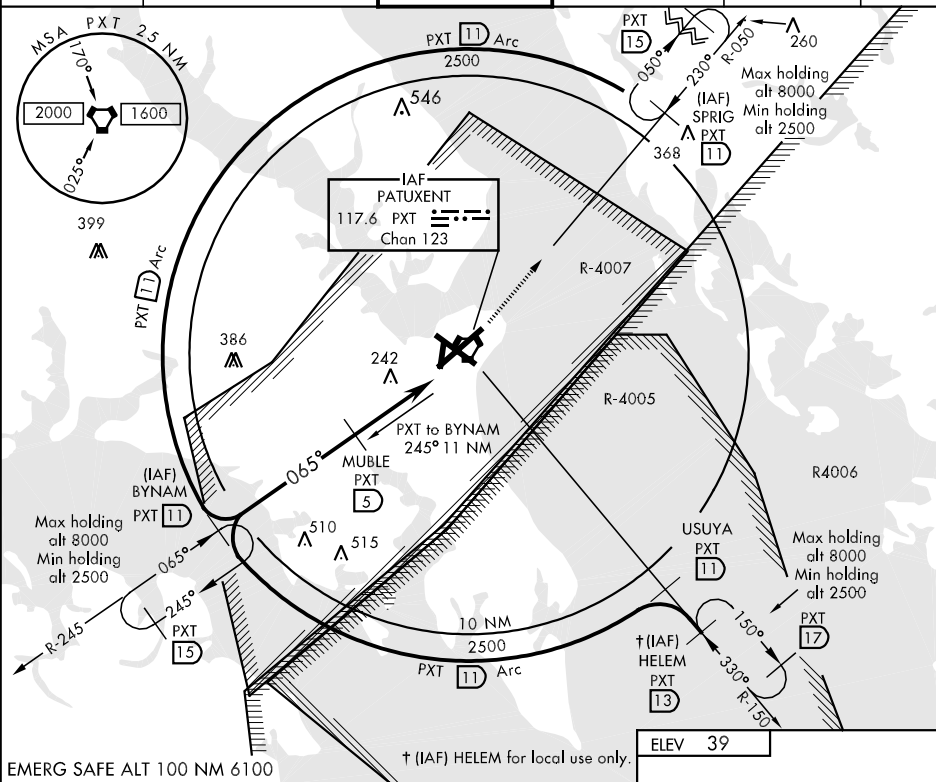 MSA PXT 25 NM
170°
2000
1600
025°
399
PXT 11 Arc
2500
546
PXT
15
050°
230°
R-050
260
Max holding
alt 8000
Min holding
alt 2500
(IAF)
SPRIG
PXT
11
368
IAF
PATUXENT
117.6 PXT
Chan 123
PXT 11 Arc
R-4007
386
242
R-4005
PXT to BYNAM
245° 11 NM
065°
MUBLE
PXT
5
R4006
(IAF)
BYNAM
PXT 11
Max holding
alt 8000
Min holding
alt 2500
510
515
USUYA
PXT
11
Max holding
alt 8000
Min holding
alt 2500
065°
245°
R-245
PXT
15
10 NM
2500
PXT 11 Arc
150°
PXT
17
† (IAF)
HELEM
PXT
13
330°
R-150
EMERG SAFE ALT 100 NM 6100
† (IAF) HELEM for local use only.
ELEV 39